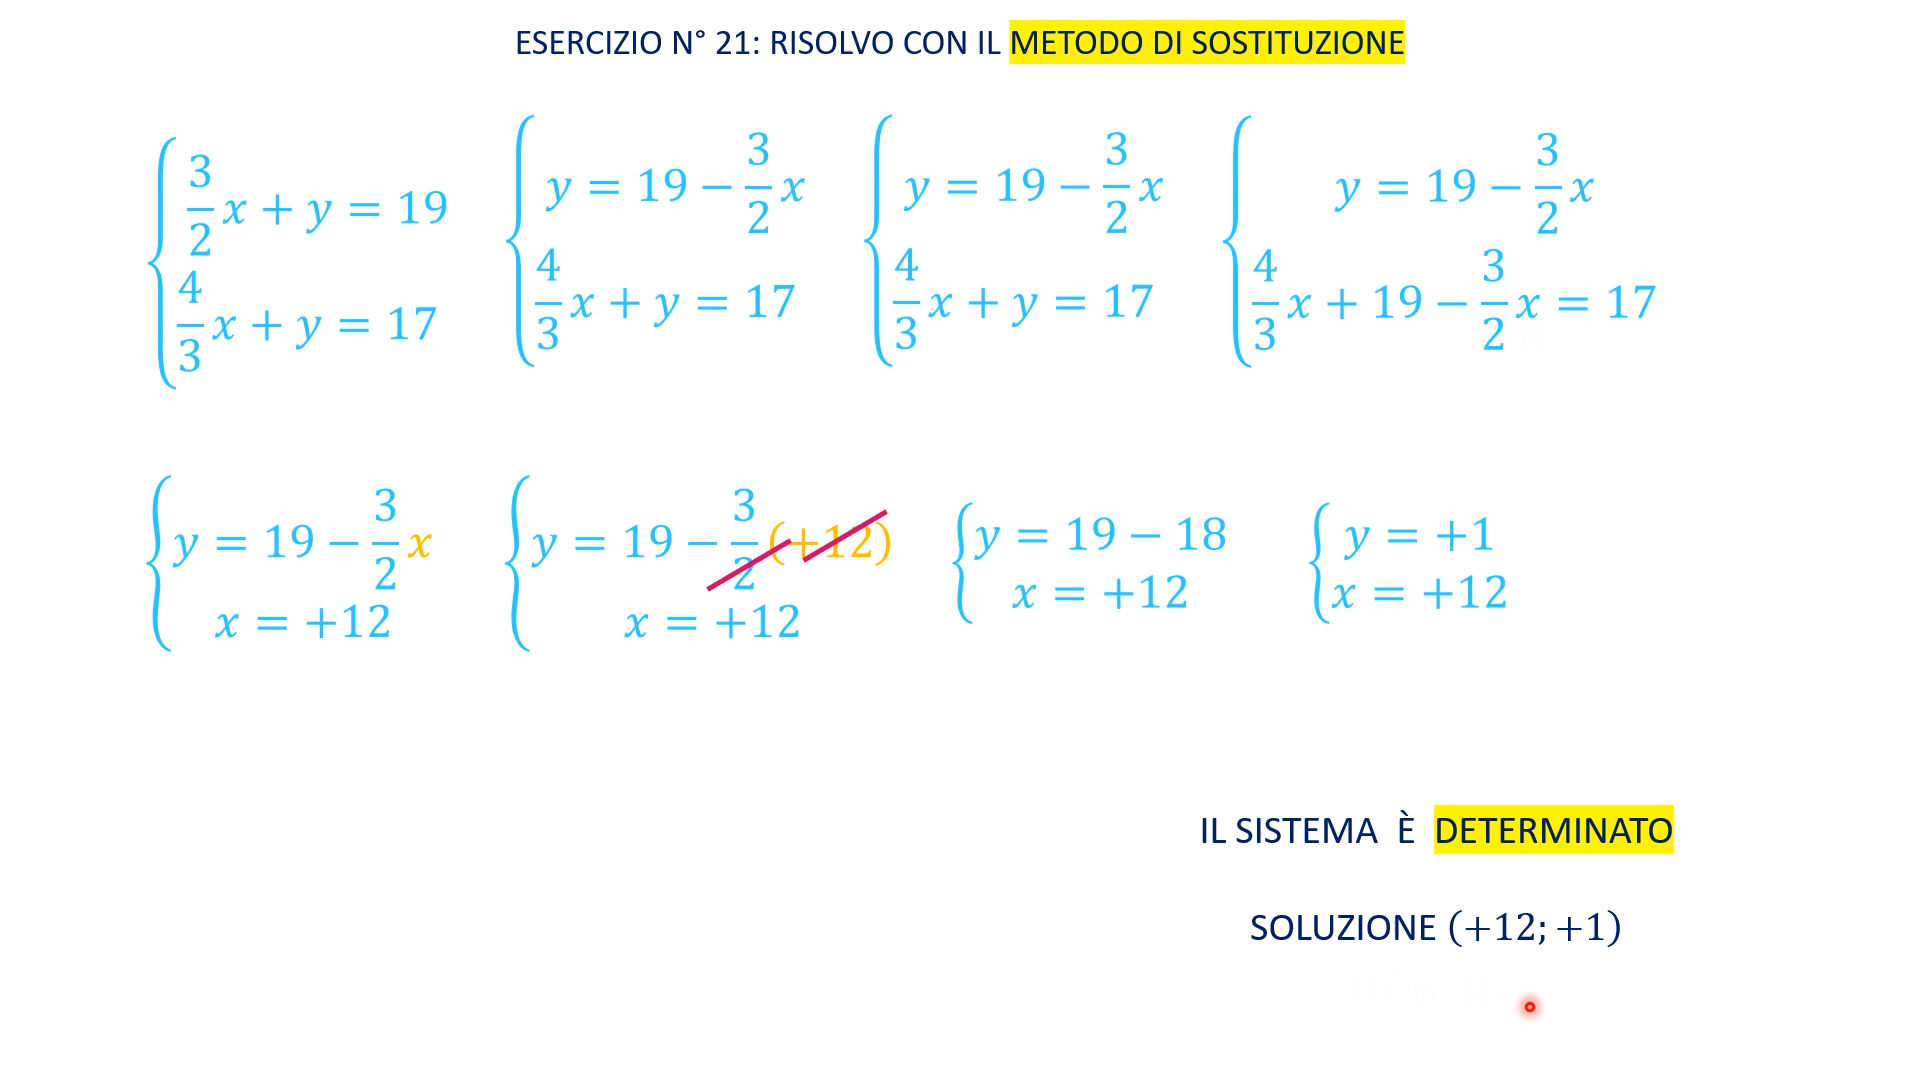 ESERCIZIO N° 21: RISOLVO CON IL METODO DI SOSTITUZIONE
{ 3/2 x + y = 19
4/3 x + y = 17
{ y = 19 − 3/2 x
4/3 x + y = 17
{ y = 19 − 3/2 x
4/3 x + y = 17
{ y = 19 − 3/2 x
4/3 x + 19 − 3/2 x = 17
{ y = 19 − 3/2 x
x = +12
{ y = 19 − 3/2 (+12)
x = +12
{ y = 19 − 18
x = +12
{ y = +1
x = +12
IL SISTEMA È DETERMINATO
SOLUZIONE (+12; +1)